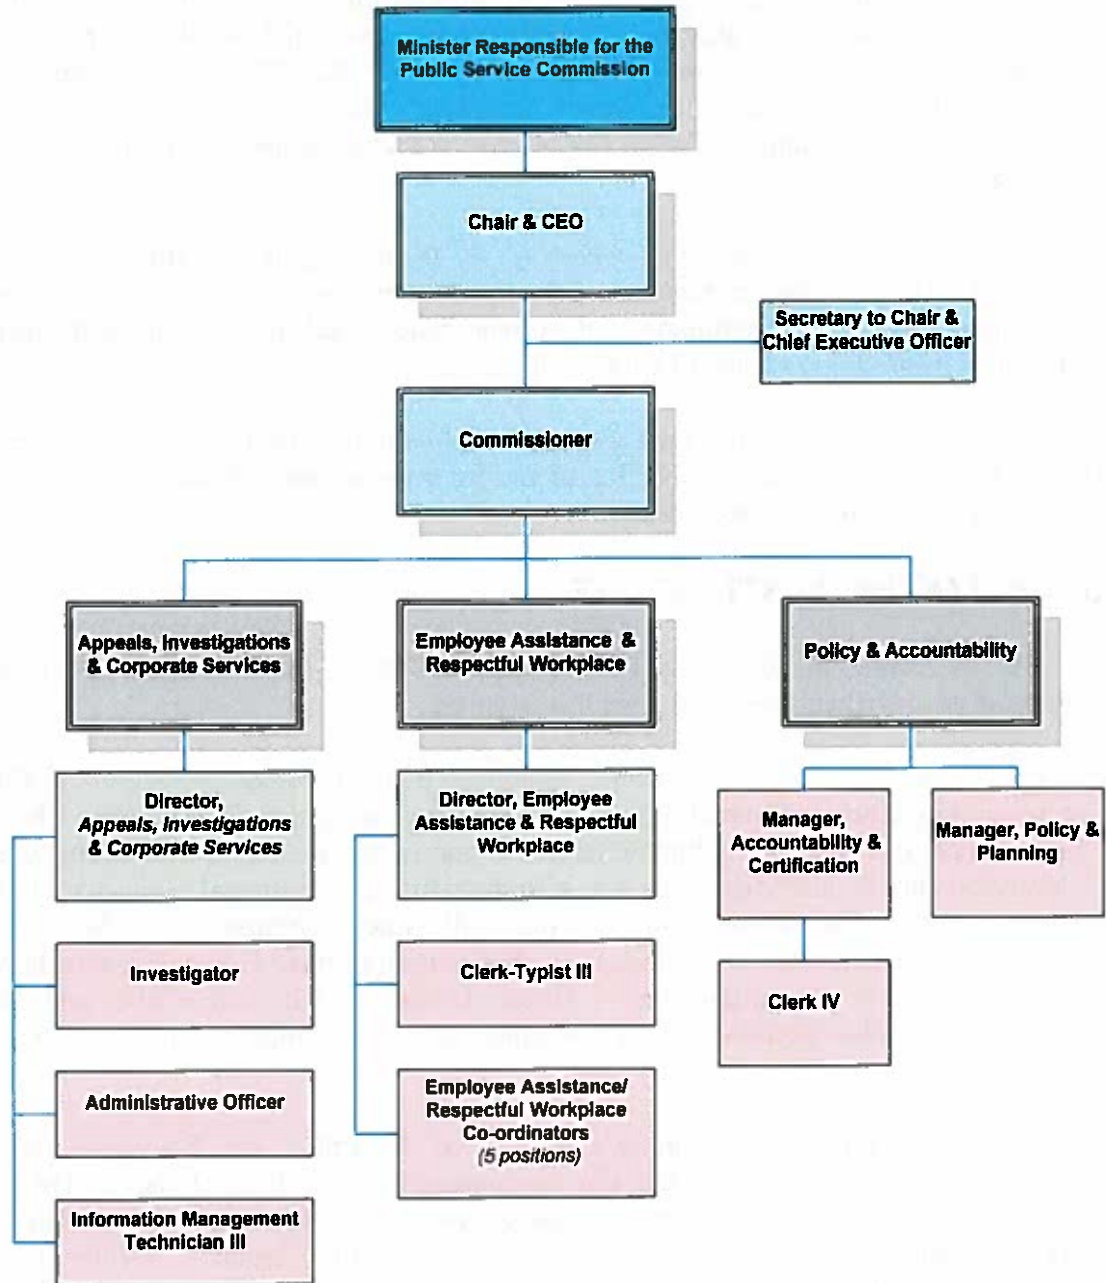 Minister Responsible for the
Public Service Commission
Chair & CEO
Secretary to Chair &
Chief Executive Officer
Commissioner
Appeals, Investigations
& Corporate Services
Employee Assistance &
Respectful Workplace
Policy & Accountability
Director,
Appeals, Investigations
& Corporate Services
Director, Employee
Assistance & Respectful
Workplace
Manager,
Accountability &
Certification
Manager, Policy &
Planning
Investigator
Clerk-Typist III
Clerk IV
Administrative Officer
Employee Assistance/
Respectful Workplace
Co-ordinators
(5 positions)
Information Management
Technician III